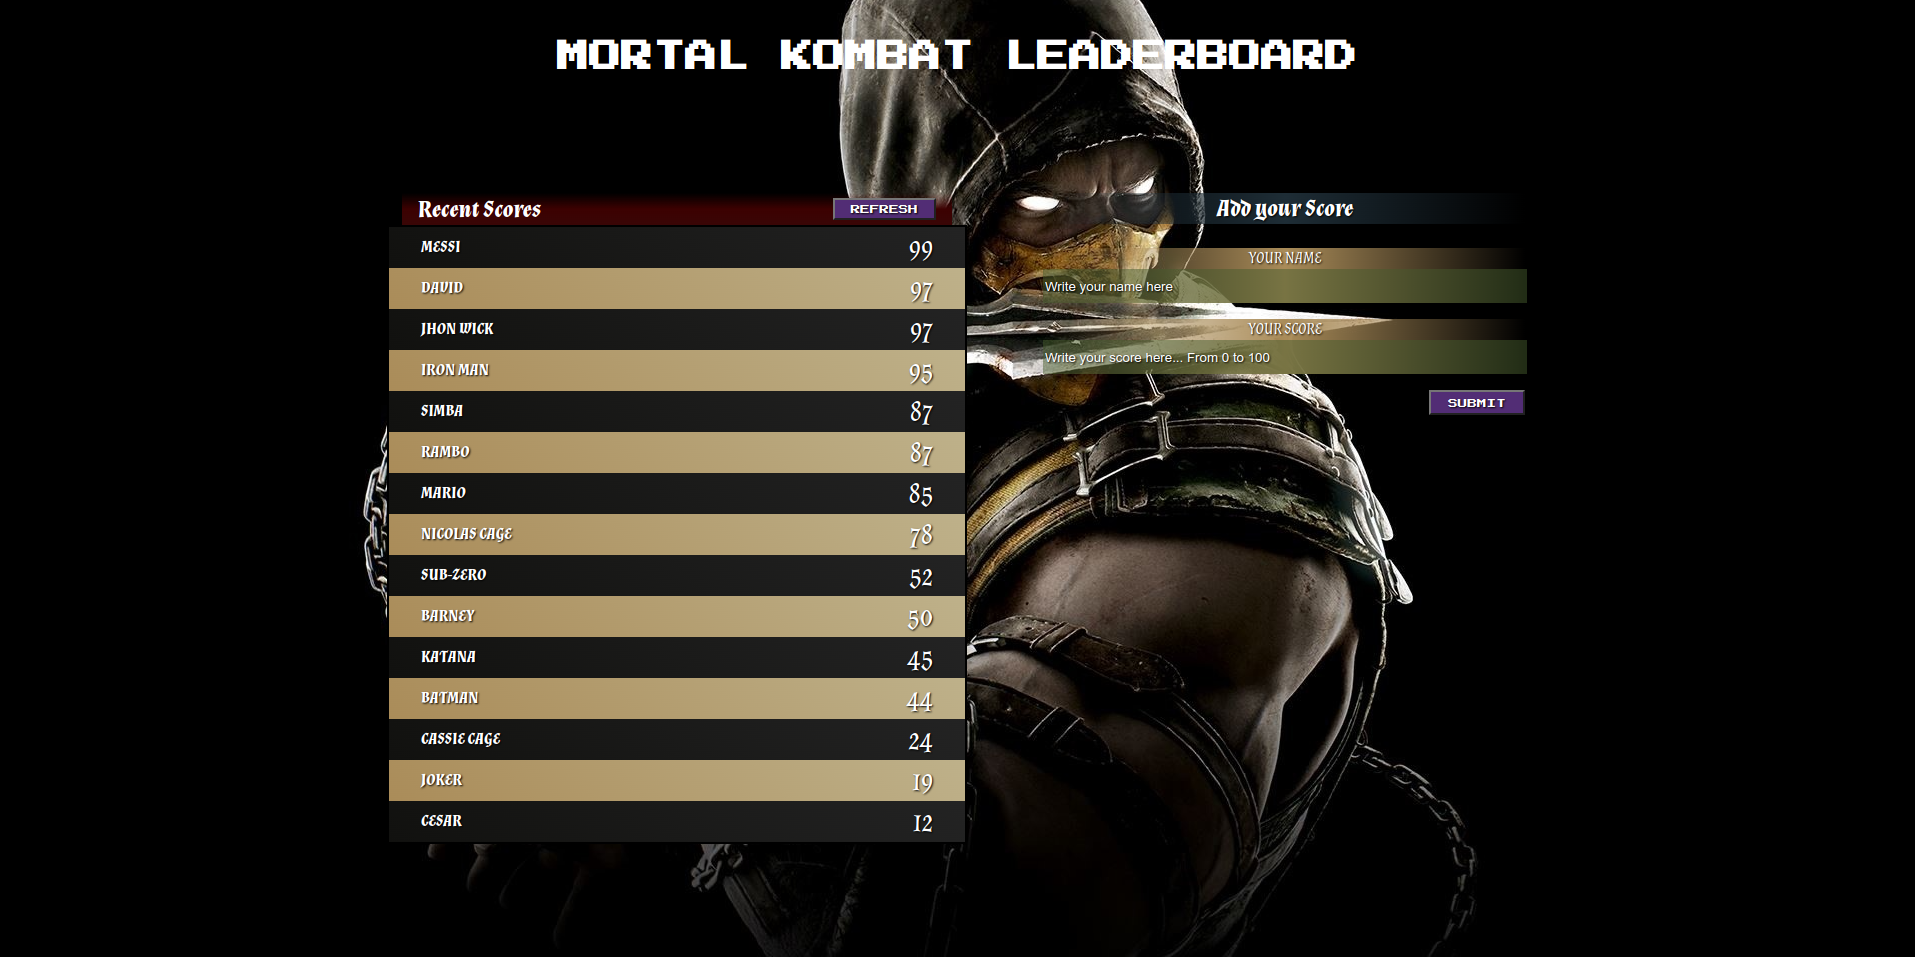 MORTAL KOMBAT LEADERBOARD
Recent Scores
REFRESH
MESSI 99
DAVID 97
JHON WICK 97
IRON MAN 95
SIMBA 87
RAMBO 87
MARIO 85
NICOLAS CAGE 78
SUB-ZERO 52
BARNEY 50
KATANA 45
BATMAN 44
CASSIE CAGE 24
JOKER 19
CESAR 12
Add your Score
YOUR NAME
Write your name here
YOUR SCORE
Write your score here... From 0 to 100
SUBMIT